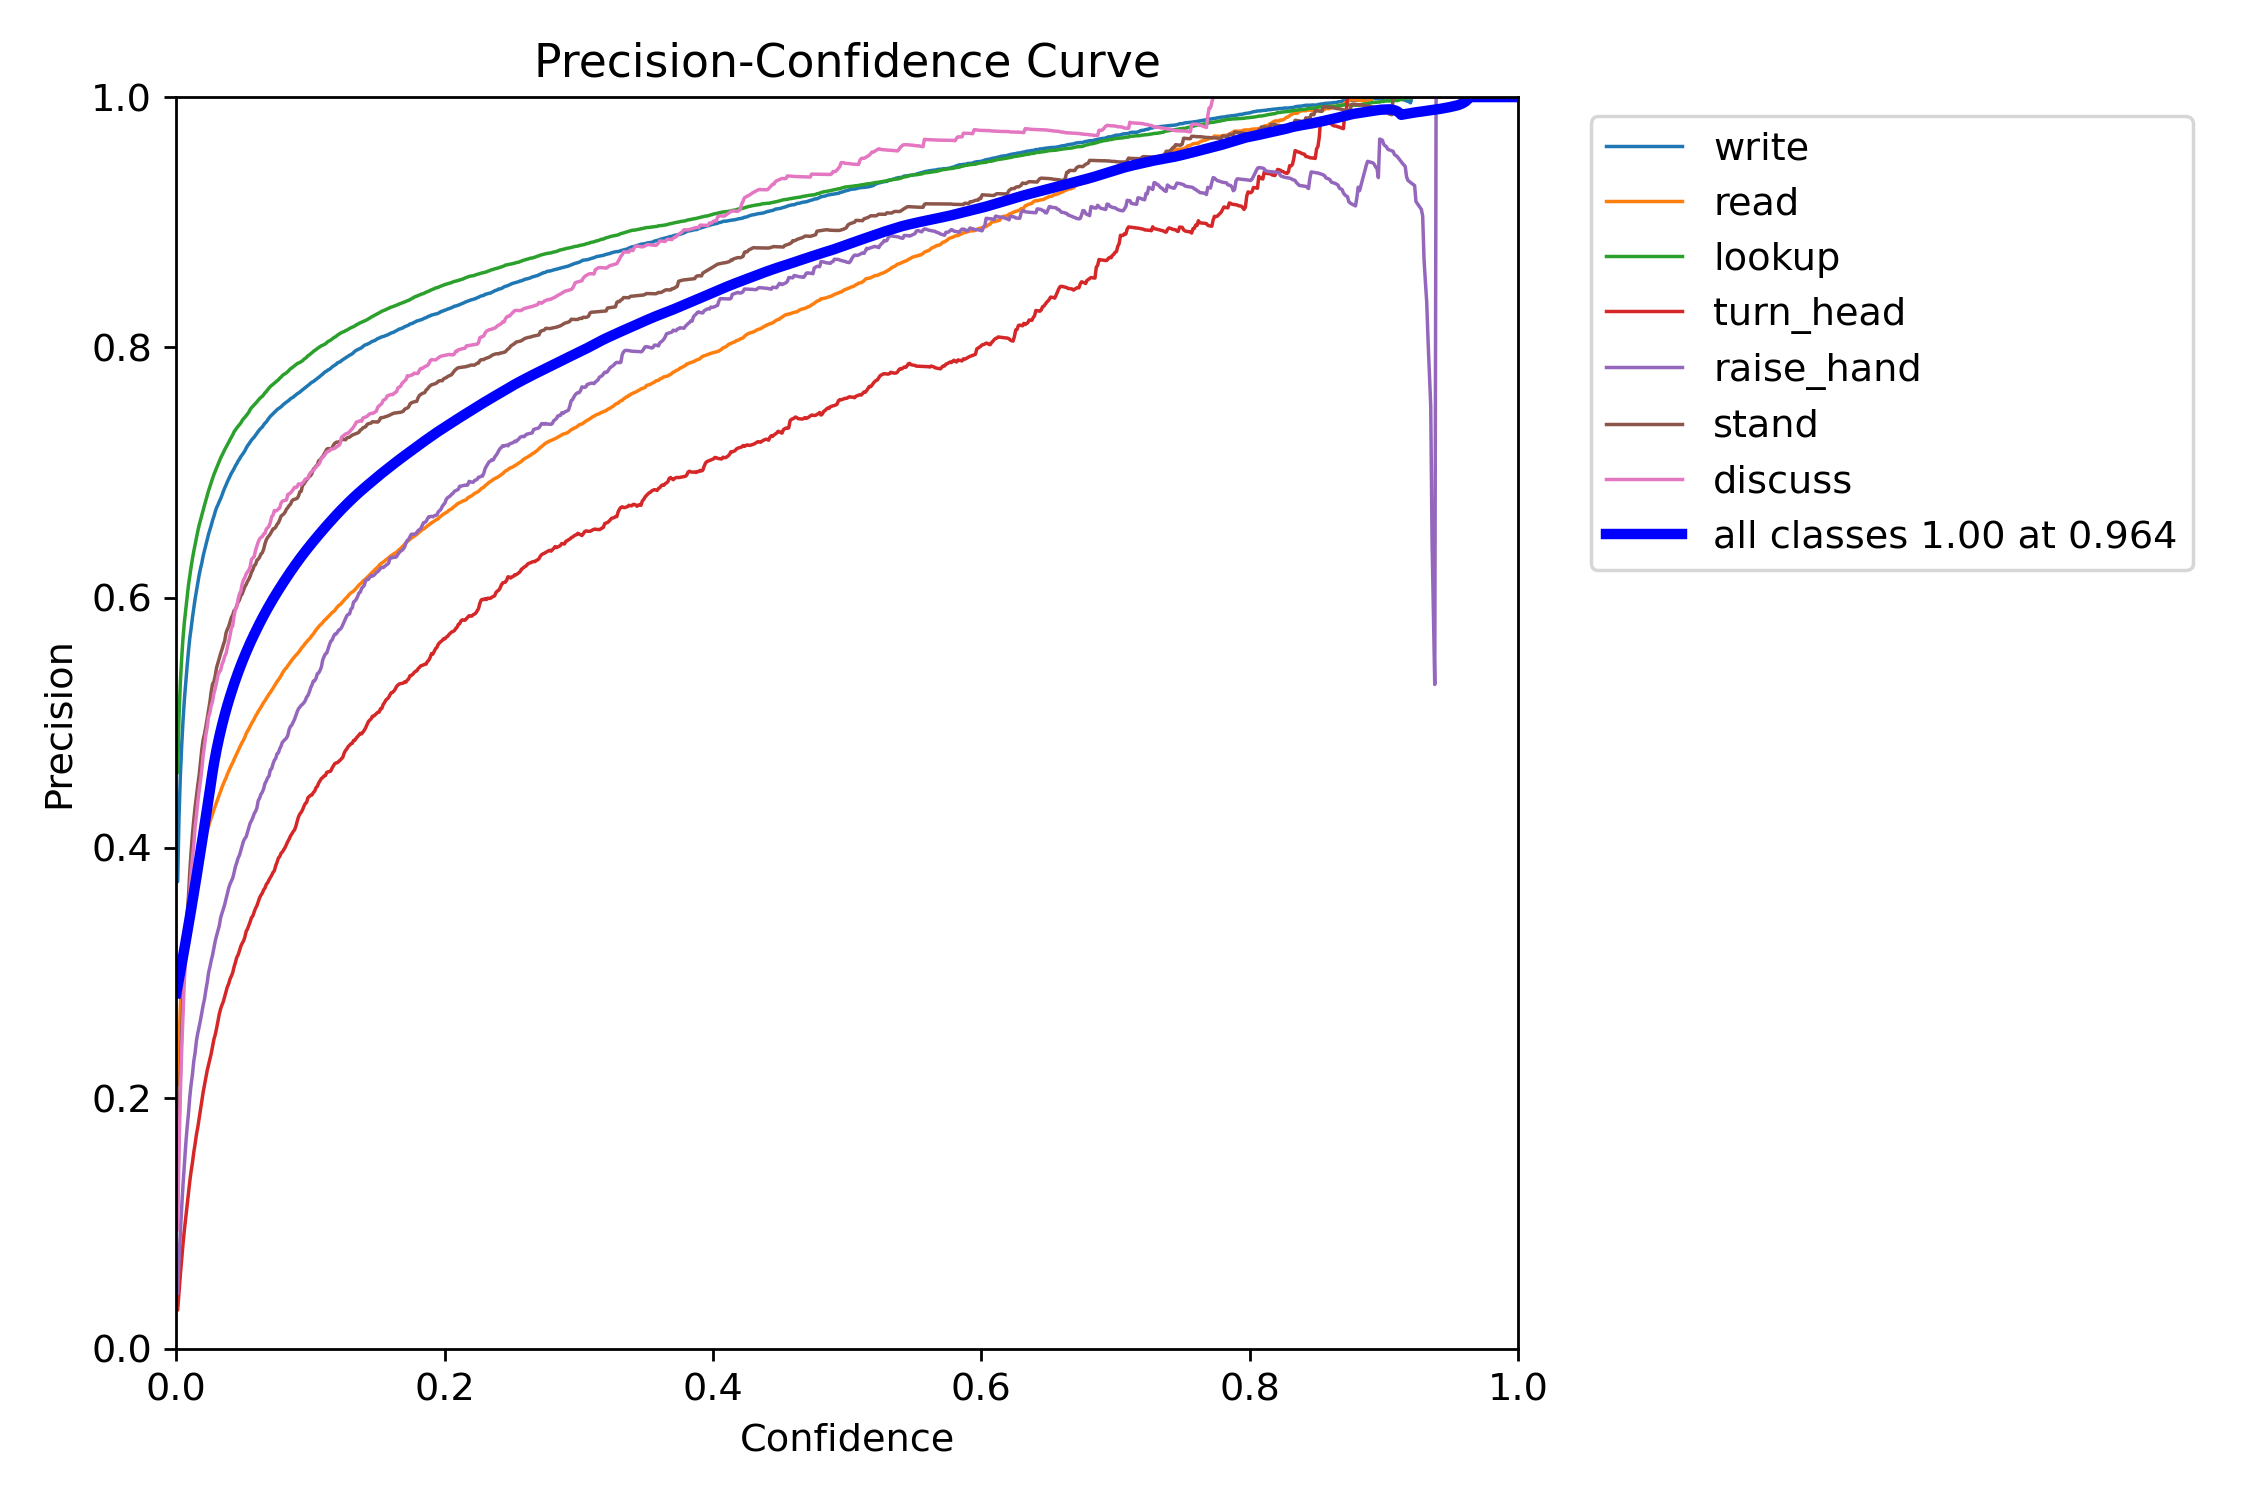 Precision-Confidence Curve
1.0
0.8
0.6
0.4
0.2
0.0
Precision
0.0 0.2 0.4 0.6 0.8 1.0
Confidence
write
read
lookup
turn_head
raise_hand
stand
discuss
all classes 1.00 at 0.964